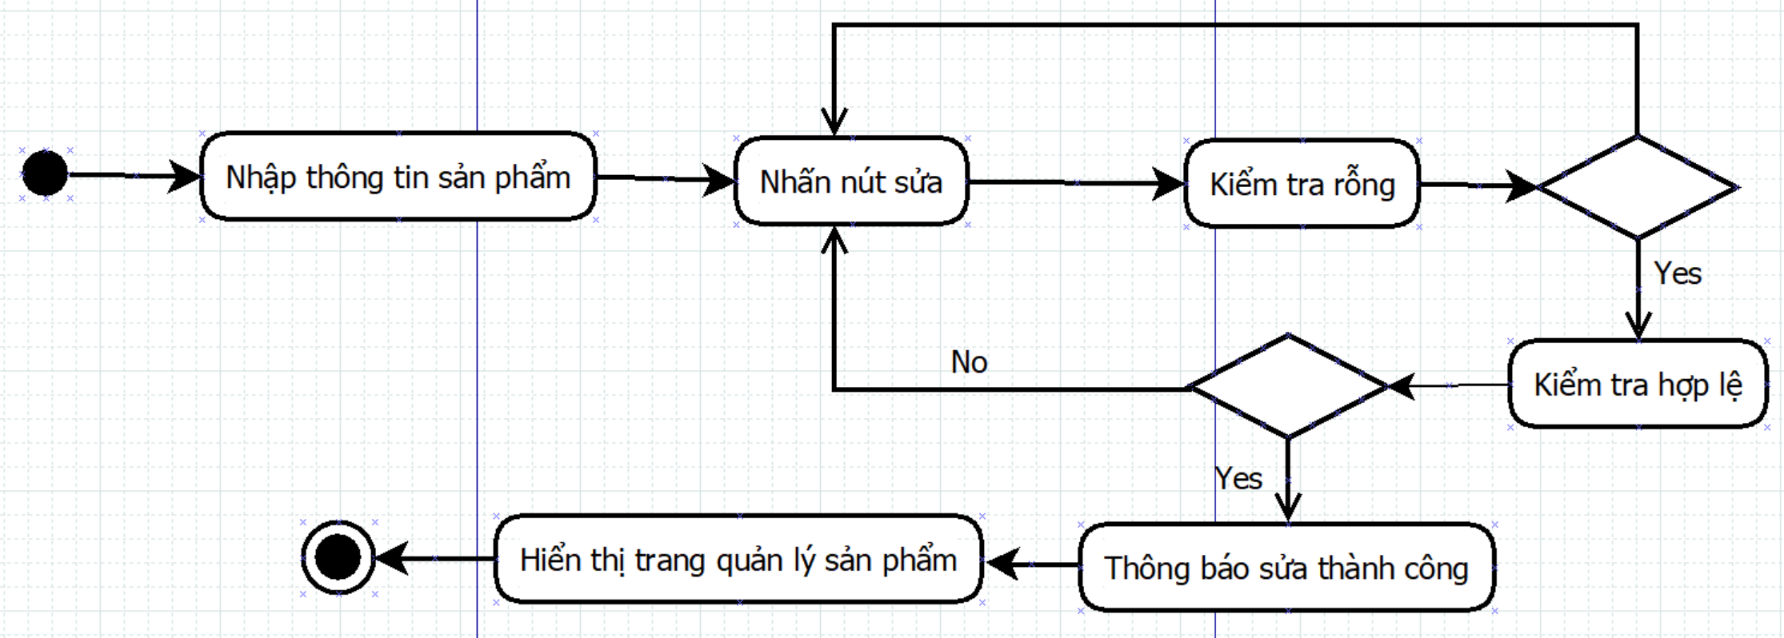 Nhập thông tin sản phẩm
Nhấn nút sửa
Kiểm tra rỗng
Yes
Kiểm tra hợp lệ
No
Yes
Thông báo sửa thành công
Hiển thị trang quản lý sản phẩm